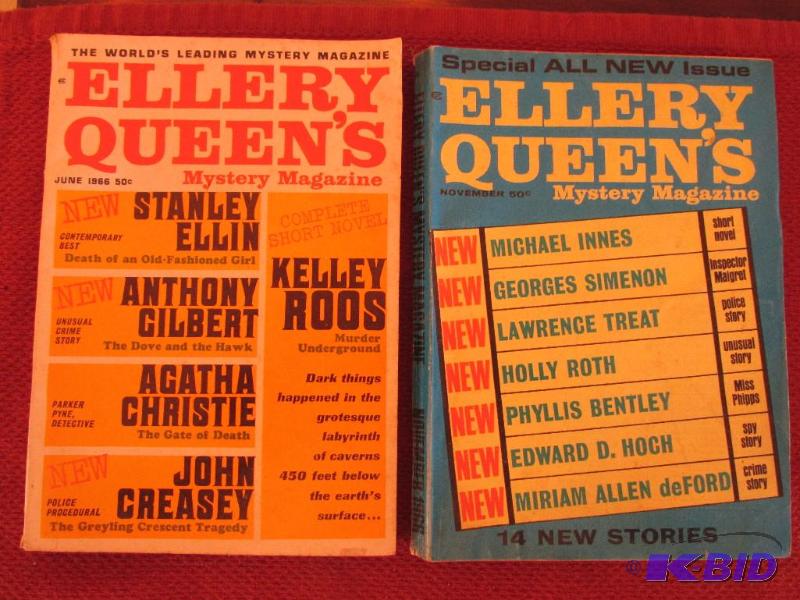 THE WORLD'S LEADING MYSTERY MAGAZINE
ELLERY
QUEEN'S
Mystery Magazine
JUNE 1966 50c
NEW
STANLEY
ELLIN
CONTEMPORARY
BEST
Death of an Old-Fashioned Girl
NEW
ANTHONY
GILBERT
UNUSUAL
CRIME
STORY
The Dove and the Hawk
AGATHA
CHRISTIE
PARKER
PYNE,
DETECTIVE
The Gate of Death
NEW
JOHN
CREASEY
POLICE
PROCEDURAL
The Greyling Crescent Tragedy
COMPLETE
SHORT NOVEL
KELLEY
ROOS
Murder
Underground
Dark things
happened in the
grotesque
labyrinth
of caverns
450 feet below
the earth's
surface...
Special ALL NEW Issue
ELLERY
QUEEN'S
Mystery Magazine
NOVEMBER 50c
NEW MICHAEL INNES short novel
NEW GEORGES SIMENON Inspector Maigret
NEW LAWRENCE TREAT police story
NEW HOLLY ROTH unusual story
NEW PHYLLIS BENTLEY Miss Phipps
NEW EDWARD D. HOCH spy story
NEW MIRIAM ALLEN deFORD crime story
14 NEW STORIES
© K-BID